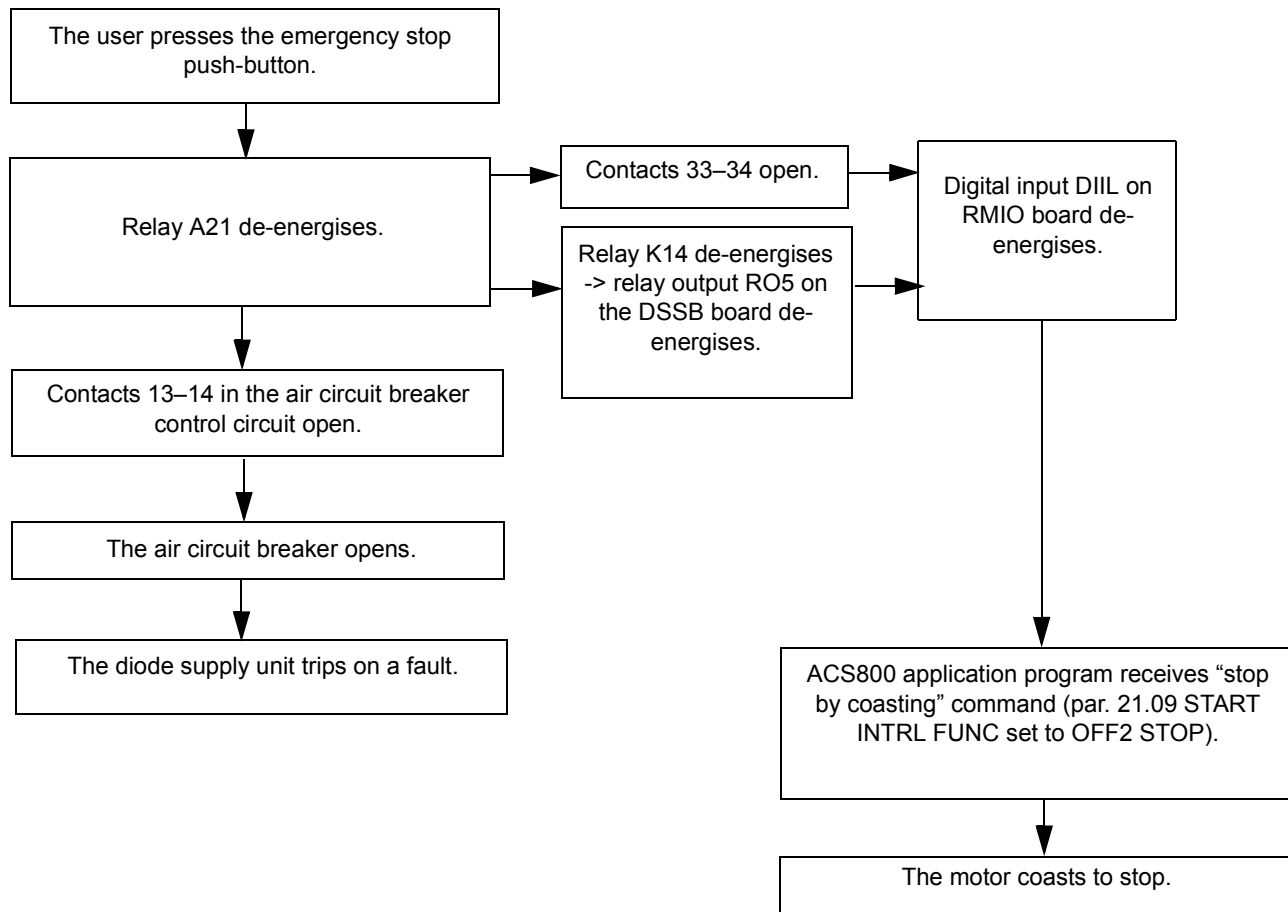 The user presses the emergency stop
push-button.
Relay A21 de-energises.
Contacts 33–34 open.
Relay K14 de-energises
-> relay output RO5 on
the DSSB board de-
energises.
Digital input DIIL on
RMIO board de-
energises.
Contacts 13–14 in the air circuit breaker
control circuit open.
The air circuit breaker opens.
The diode supply unit trips on a fault.
ACS800 application program receives “stop
by coasting” command (par. 21.09 START
INTRL FUNC set to OFF2 STOP).
The motor coasts to stop.